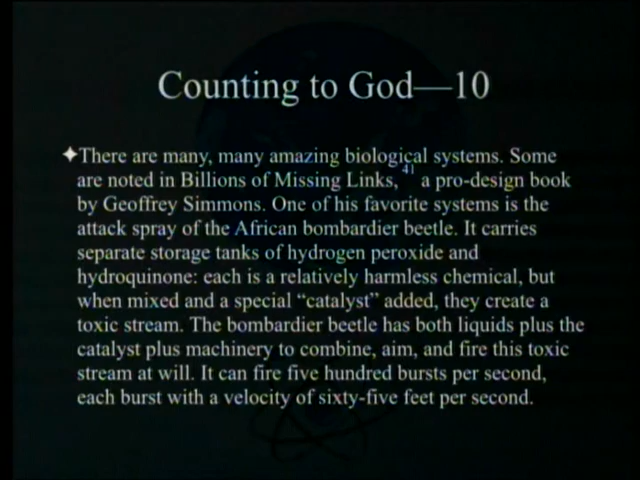 Counting to God—10
✦There are many, many amazing biological systems. Some
are noted in Billions of Missing Links,⁴¹ a pro-design book
by Geoffrey Simmons. One of his favorite systems is the
attack spray of the African bombardier beetle. It carries
separate storage tanks of hydrogen peroxide and
hydroquinone: each is a relatively harmless chemical, but
when mixed and a special “catalyst” added, they create a
toxic stream. The bombardier beetle has both liquids plus the
catalyst plus machinery to combine, aim, and fire this toxic
stream at will. It can fire five hundred bursts per second,
each burst with a velocity of sixty-five feet per second.